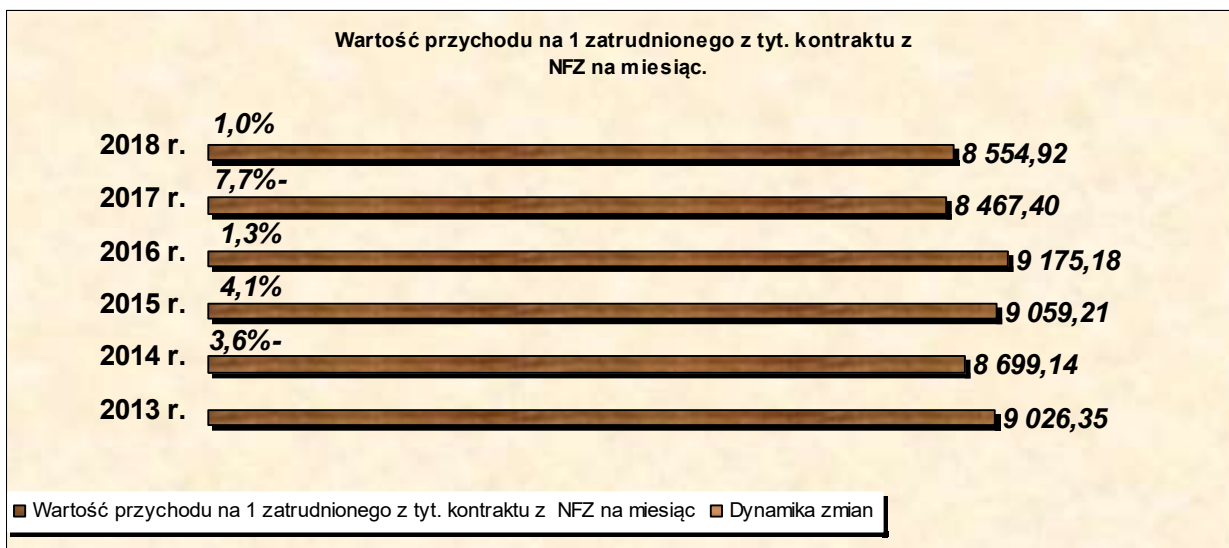 Wartość przychodu na 1 zatrudnionego z tyt. kontraktu z
NFZ na miesiąc.
1,0%
2018 r. 8 554,92
7,7%-
2017 r. 8 467,40
1,3%
2016 r. 9 175,18
4,1%
2015 r. 9 059,21
3,6%-
2014 r. 8 699,14
2013 r. 9 026,35
Wartość przychodu na 1 zatrudnionego z tyt. kontraktu z NFZ na miesiąc Dynamika zmian